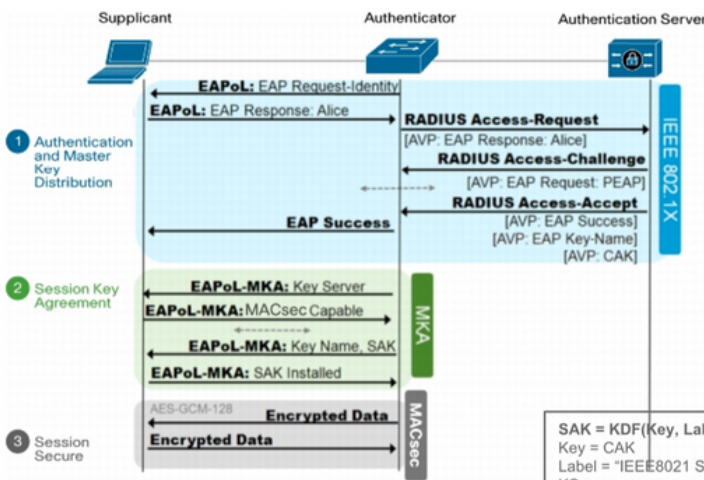 Supplicant
Authenticator
Authentication Server
EAPoL: EAP Request-Identity
EAPoL: EAP Response: Alice
RADIUS Access-Request
[AVP: EAP Response: Alice]
RADIUS Access-Challenge
[AVP: EAP Request: PEAP]
RADIUS Access-Accept
EAP Success
[AVP: EAP Success]
[AVP: EAP Key-Name]
[AVP: CAK]
IEEE 802.1X
1 Authentication
and Master
Key
Distribution
2 Session Key
Agreement
EAPoL-MKA: Key Server
EAPoL-MKA: MACsec Capable
EAPoL-MKA: Key Name, SAK
EAPoL-MKA: SAK Installed
MKA
3 Session
Secure
AES-GCM-128
Encrypted Data
Encrypted Data
MACsec
SAK = KDF(Key, Lal
Key = CAK
Label = "IEEE8021 S